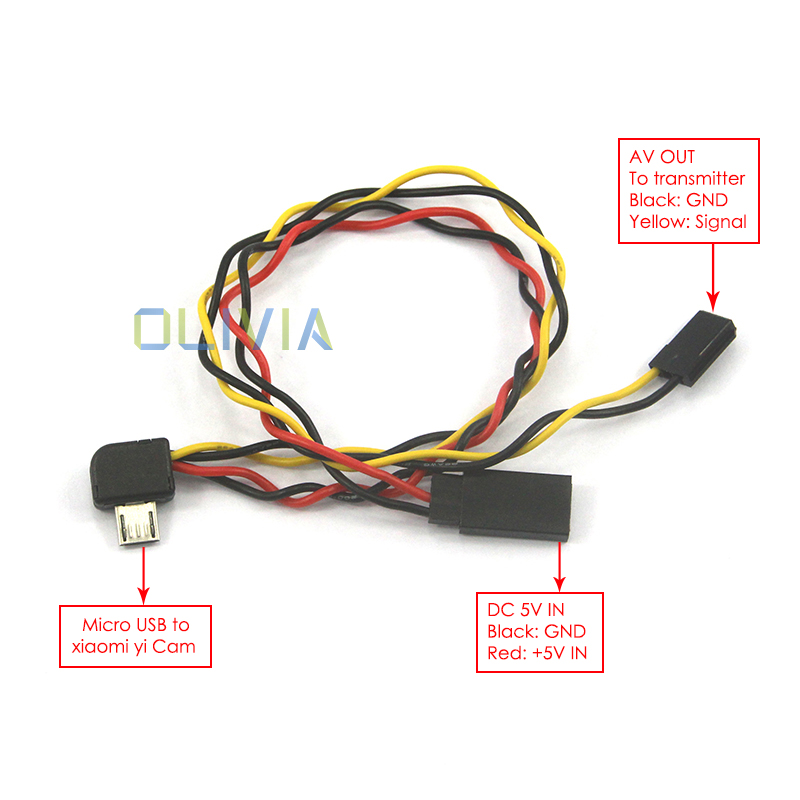 AV OUT
To transmitter
Black: GND
Yellow: Signal
OLIVIA
Micro USB to
xiaomi yi Cam
DC 5V IN
Black: GND
Red: +5V IN